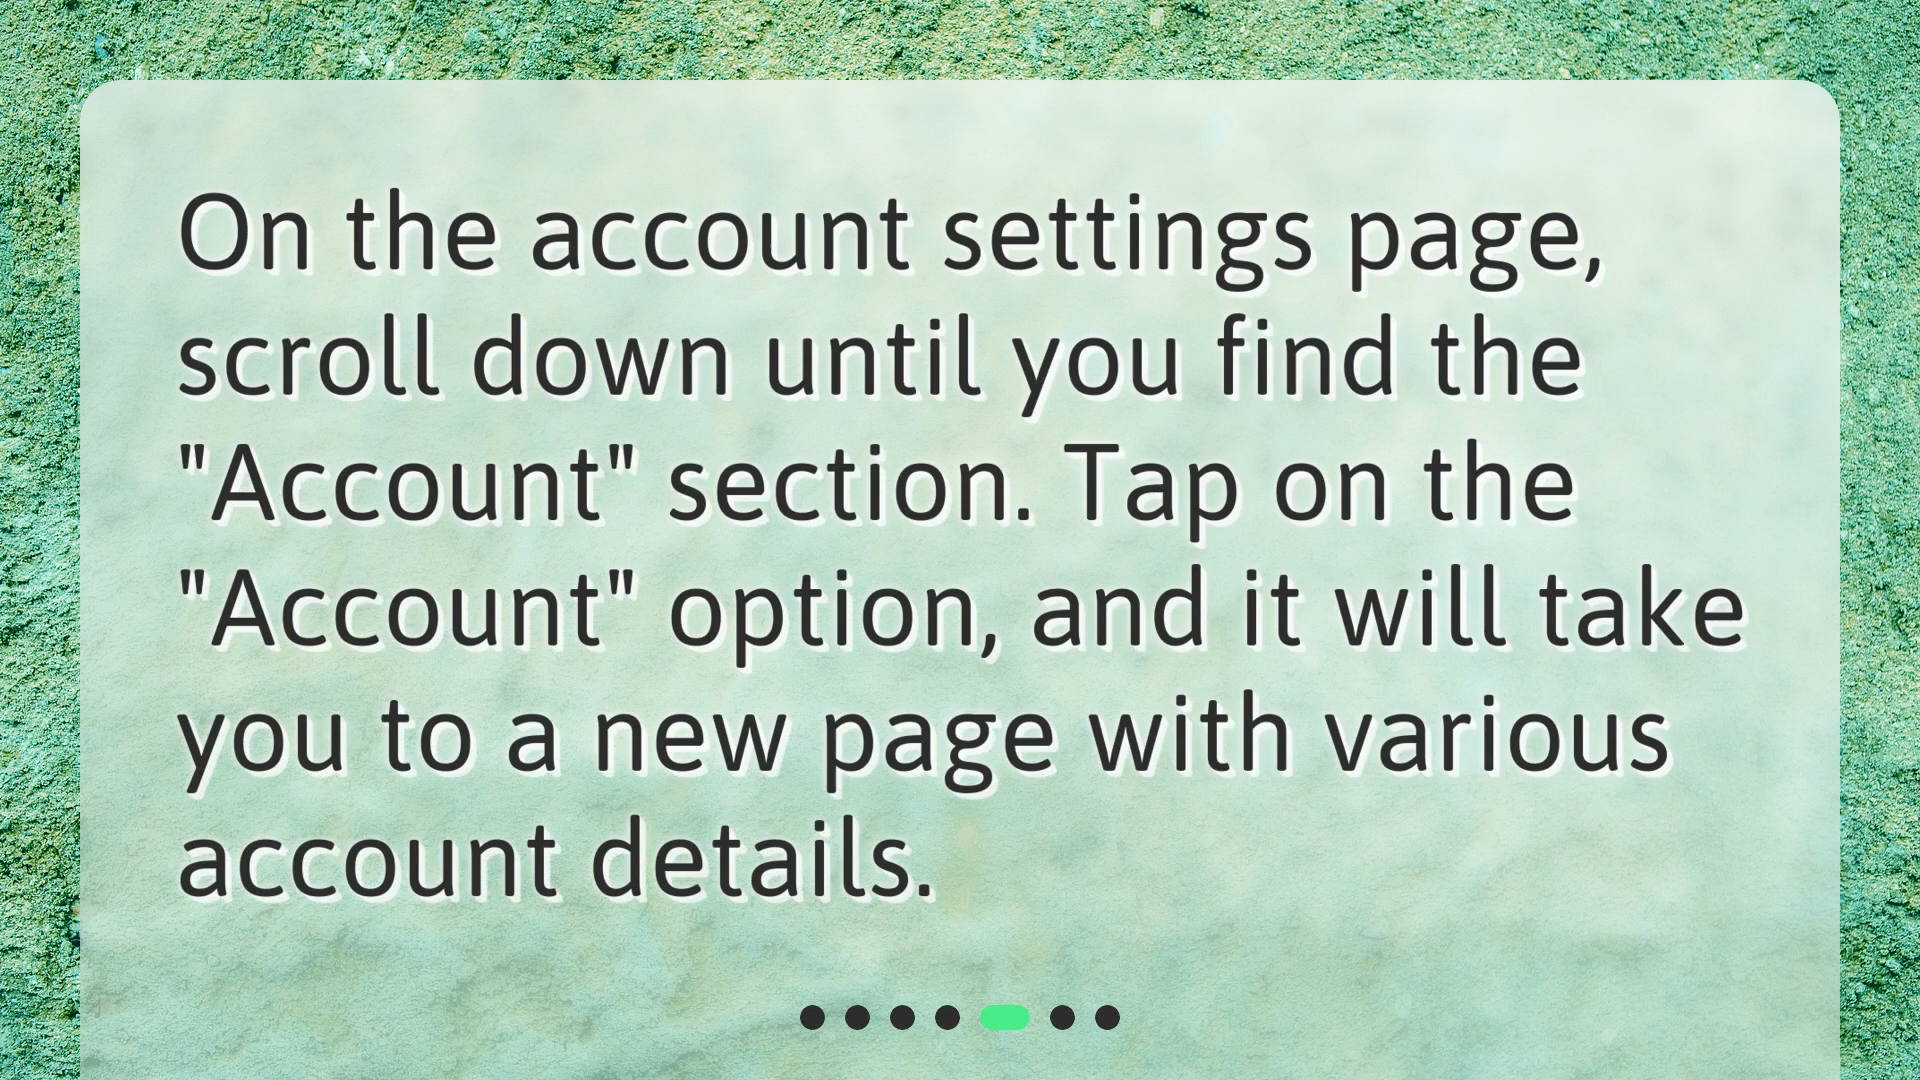 On the account settings page,
scroll down until you find the
"Account" section. Tap on the
"Account" option, and it will take
you to a new page with various
account details.